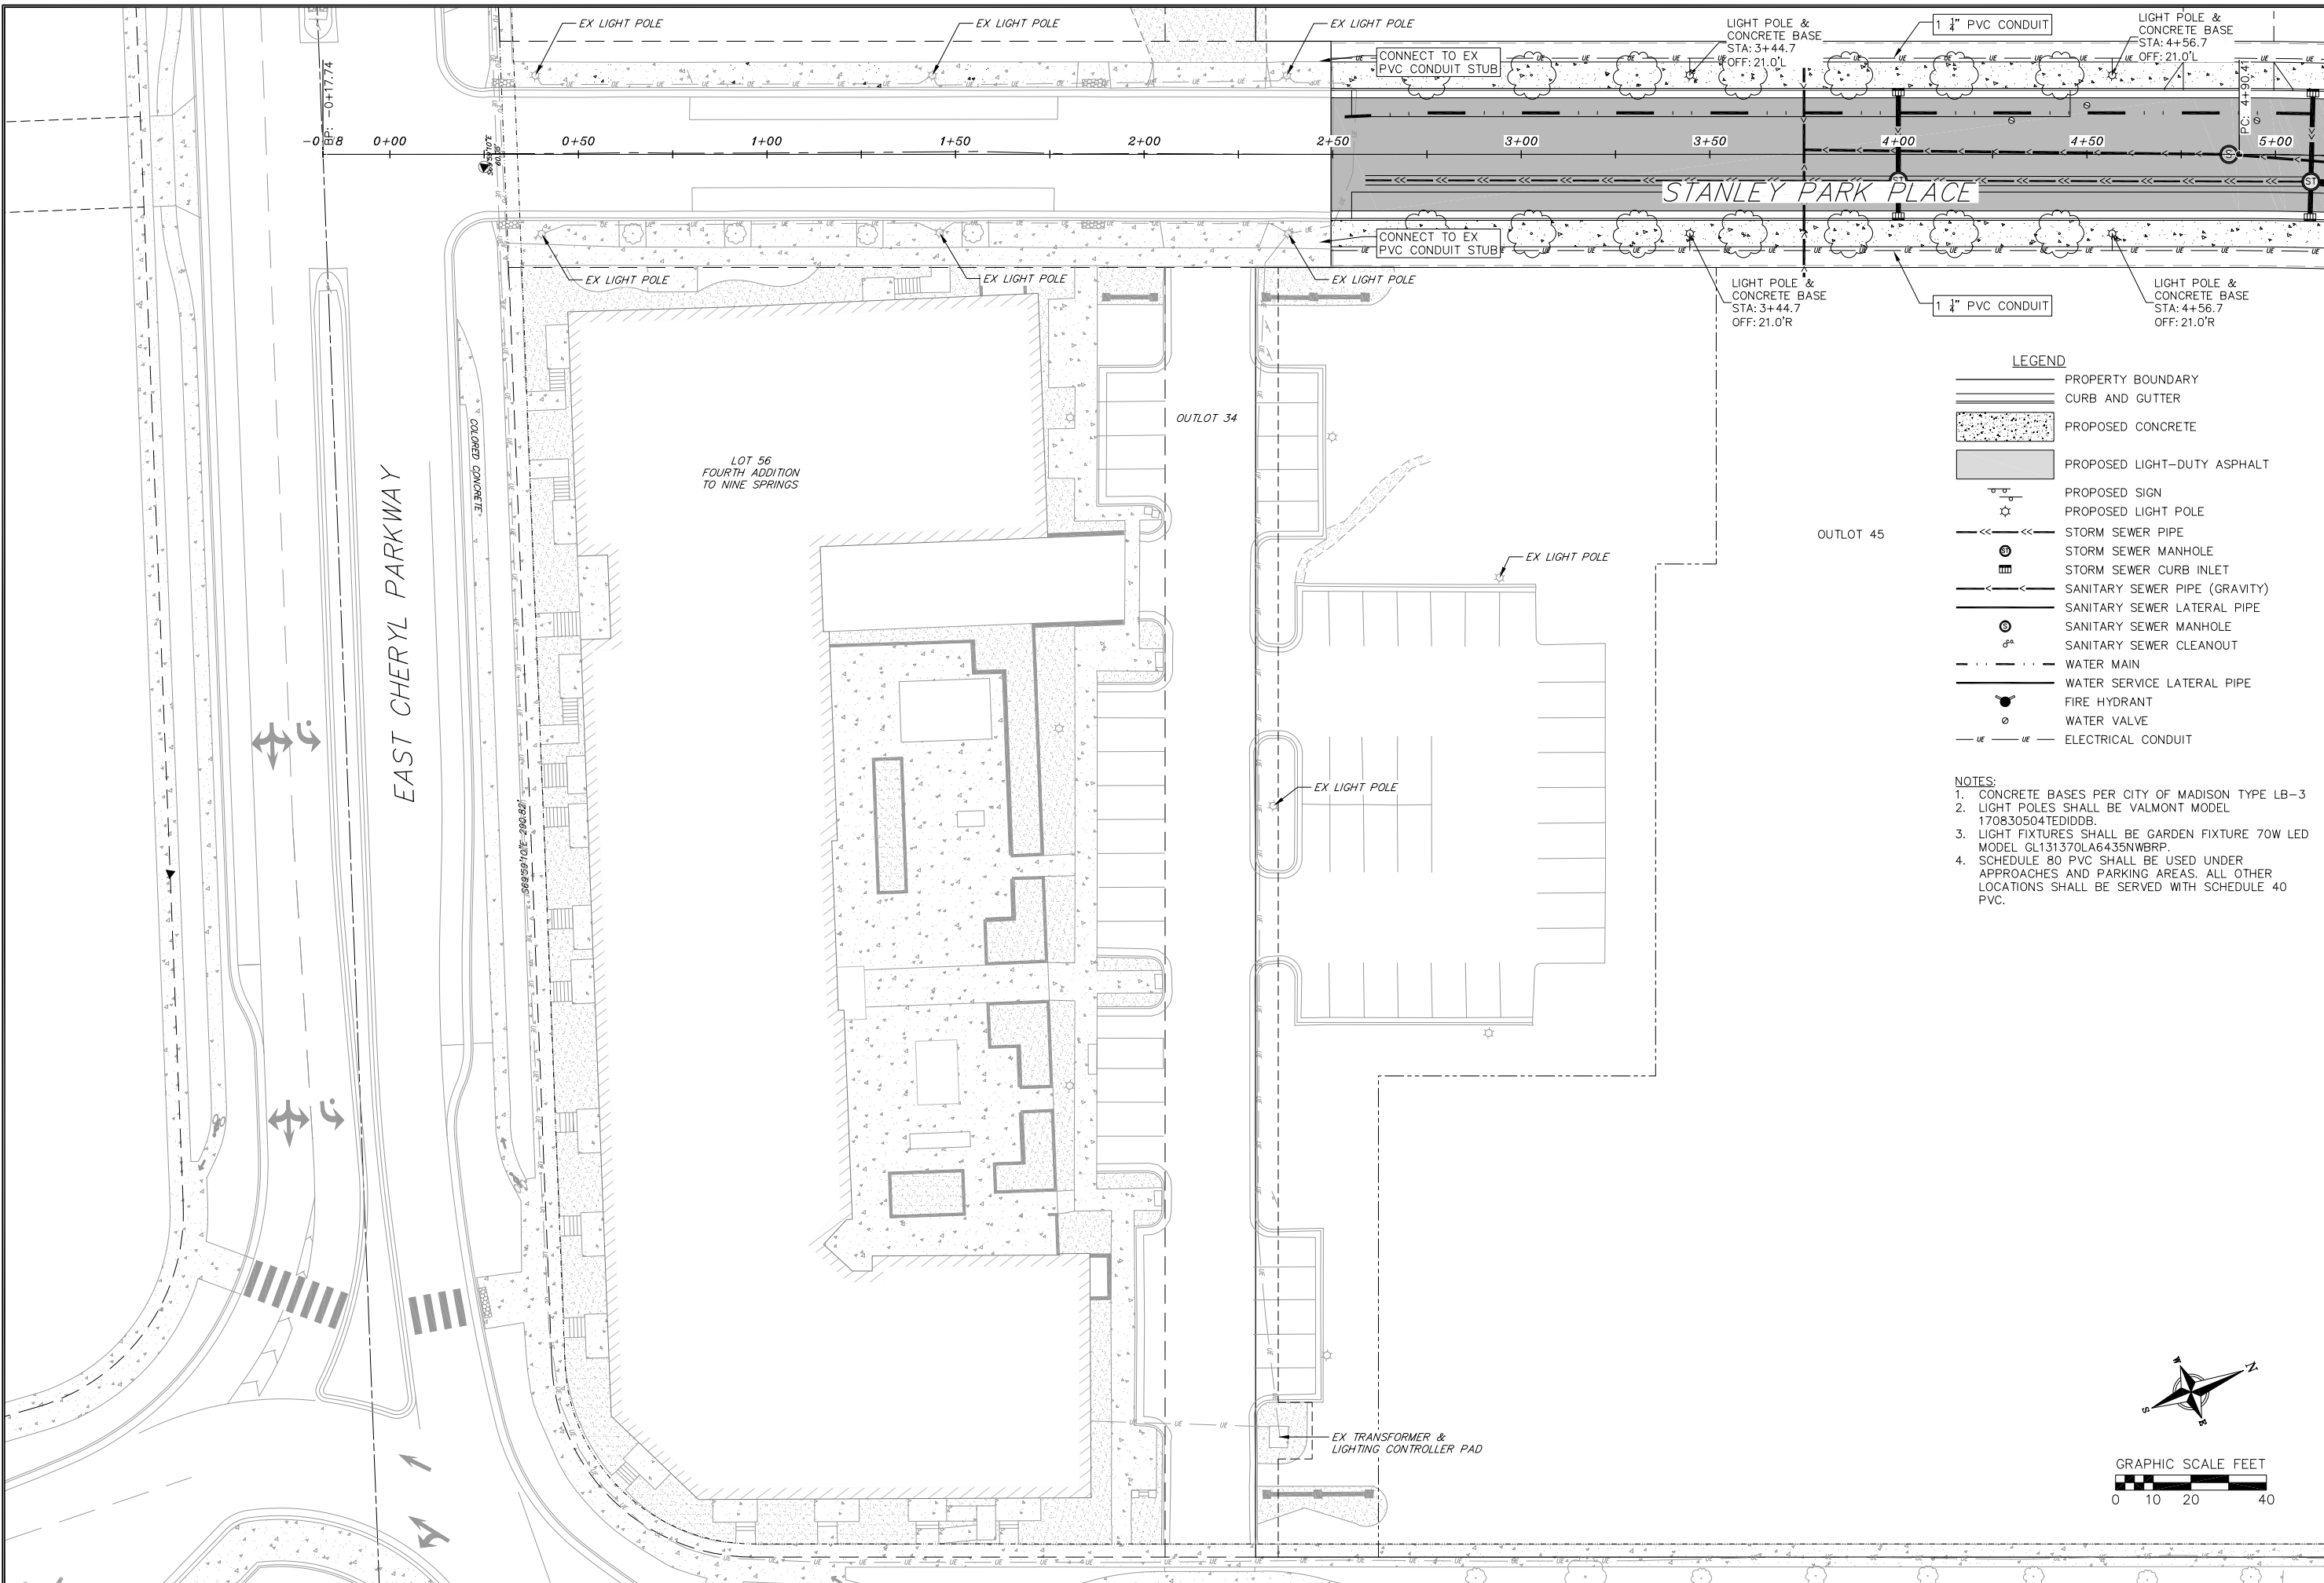 EX LIGHT POLE
EX LIGHT POLE
EX LIGHT POLE
LIGHT POLE &
CONCRETE BASE
STA: 3+44.7
OFF: 21.0'L
1 1/4" PVC CONDUIT
LIGHT POLE &
CONCRETE BASE
STA: 4+56.7
OFF: 21.0'L
CONNECT TO EX
PVC CONDUIT STUB
BP: -0+17.74
PC: 4+90.41
0+00
0+50
1+00
1+50
2+00
2+50
3+00
3+50
4+00
4+50
5+00
STANLEY PARK PLACE
CONNECT TO EX
PVC CONDUIT STUB
EX LIGHT POLE
EX LIGHT POLE
EX LIGHT POLE
LIGHT POLE &
CONCRETE BASE
STA: 3+44.7
OFF: 21.0'R
1 1/4" PVC CONDUIT
LIGHT POLE &
CONCRETE BASE
STA: 4+56.7
OFF: 21.0'R
EAST CHERYL PARKWAY
COLORED CONCRETE
S69°59'10"E 290.82'
LOT 56
FOURTH ADDITION
TO NINE SPRINGS
OUTLOT 34
OUTLOT 45
EX LIGHT POLE
EX LIGHT POLE
EX TRANSFORMER &
LIGHTING CONTROLLER PAD
LEGEND
PROPERTY BOUNDARY
CURB AND GUTTER
PROPOSED CONCRETE
PROPOSED LIGHT-DUTY ASPHALT
PROPOSED SIGN
PROPOSED LIGHT POLE
STORM SEWER PIPE
STORM SEWER MANHOLE
STORM SEWER CURB INLET
SANITARY SEWER PIPE (GRAVITY)
SANITARY SEWER LATERAL PIPE
SANITARY SEWER MANHOLE
SANITARY SEWER CLEANOUT
WATER MAIN
WATER SERVICE LATERAL PIPE
FIRE HYDRANT
WATER VALVE
UE UE ELECTRICAL CONDUIT
NOTES:
1. CONCRETE BASES PER CITY OF MADISON TYPE LB-3
2. LIGHT POLES SHALL BE VALMONT MODEL
170830504TEDIDDB.
3. LIGHT FIXTURES SHALL BE GARDEN FIXTURE 70W LED
MODEL GL131370LA6435NWBRP.
4. SCHEDULE 80 PVC SHALL BE USED UNDER
APPROACHES AND PARKING AREAS. ALL OTHER
LOCATIONS SHALL BE SERVED WITH SCHEDULE 40
PVC.
W N
S E
GRAPHIC SCALE FEET
0 10 20 40